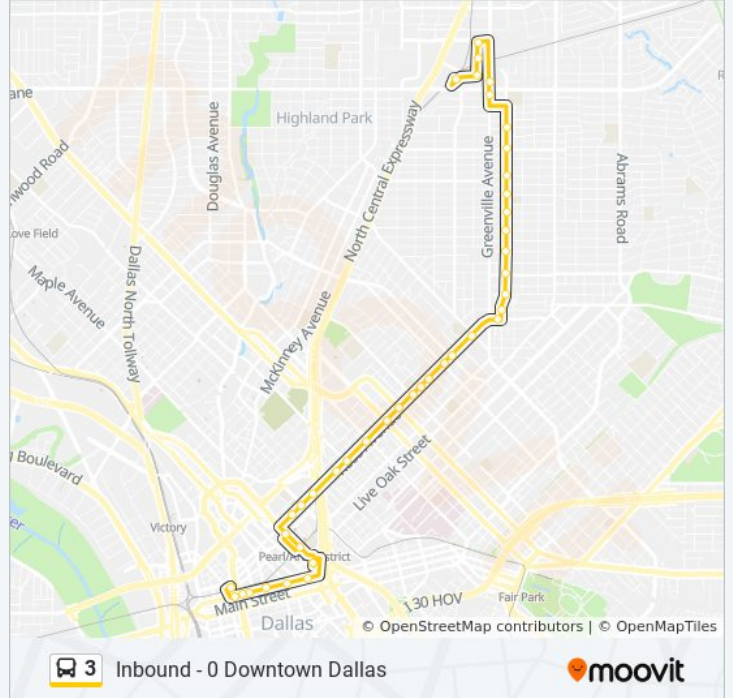 ane
Highland Park
Douglas Avenue
North Central Expressway
Greenville Avenue
Abrams Road
wood Road
ove Field
Maple Avenue
Dallas North Tollway
McKinney Avenue
Live Oak Street
Boulevard
Victory
Pearl/Arts District
Main Street
I 30 HOV
Fair Park
Dallas
© OpenStreetMap contributors | © OpenMapTiles
3 Inbound - 0 Downtown Dallas
moovit